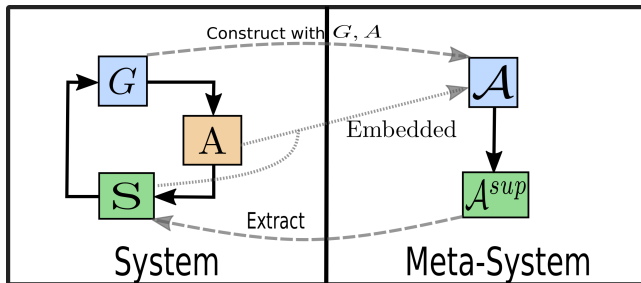 Construct with G, A
G
𝒜
A
Embedded
S
𝒜^sup
Extract
System
Meta-System